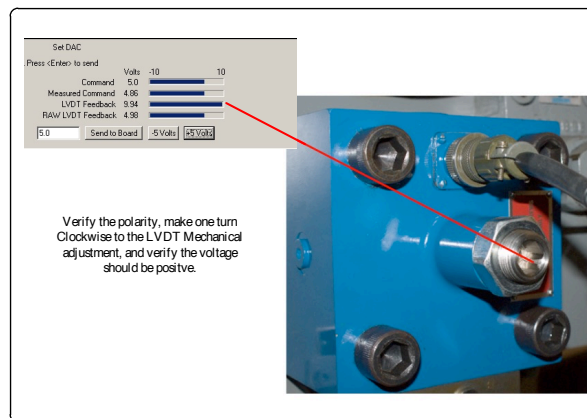 Set DAC
Press <Enter> to send
Volts -10 10
Command 5.0
Measured Command 4.86
LVDT Feedback 9.94
RAW LVDT Feedback 4.98
5.0 Send to Board -5 Volts +5 Volts
Verify the polarity, make one turn
Clockwise to the LVDT Mechanical
adjustment, and verify the voltage
should be positve.